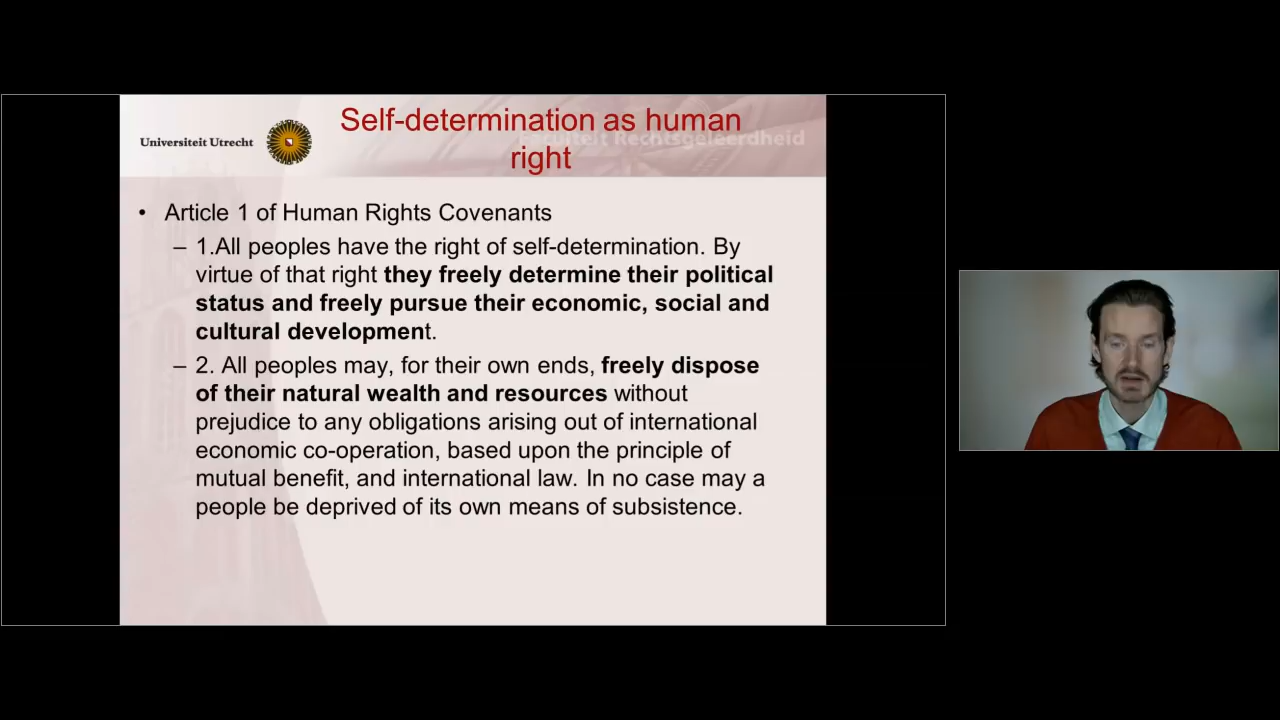 Self-determination as human
right
Faculteit Rechtsgeleerdheid
Universiteit Utrecht
• Article 1 of Human Rights Covenants
– 1.All peoples have the right of self-determination. By
virtue of that right they freely determine their political
status and freely pursue their economic, social and
cultural development.
– 2. All peoples may, for their own ends, freely dispose
of their natural wealth and resources without
prejudice to any obligations arising out of international
economic co-operation, based upon the principle of
mutual benefit, and international law. In no case may a
people be deprived of its own means of subsistence.